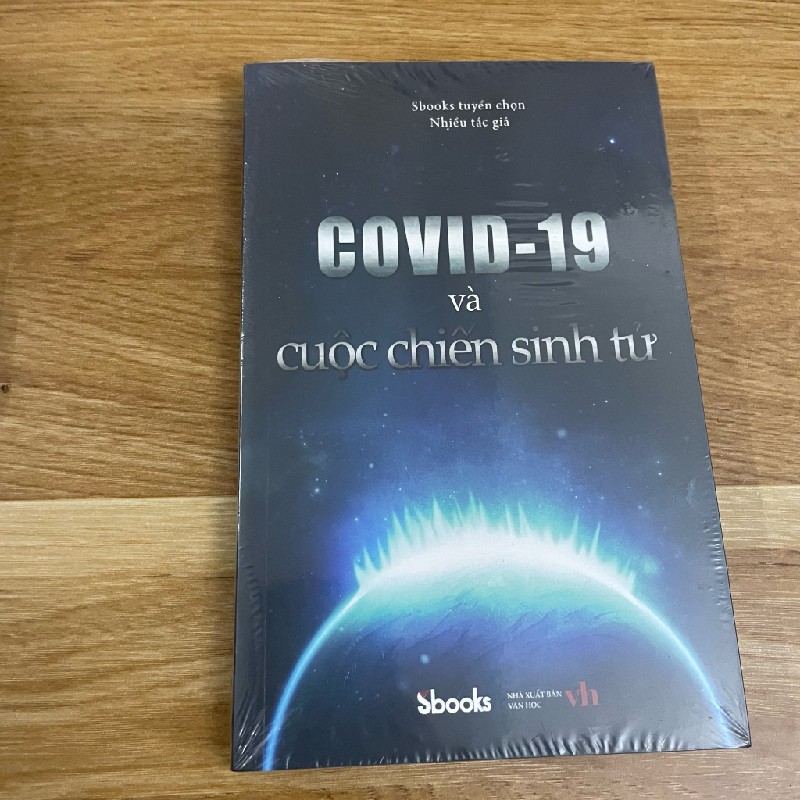 Sbooks tuyển chọn
Nhiều tác giả
COVID-19
và
cuộc chiến sinh tử
Sbooks
NHÀ XUẤT BẢN
VĂN HỌC
vh